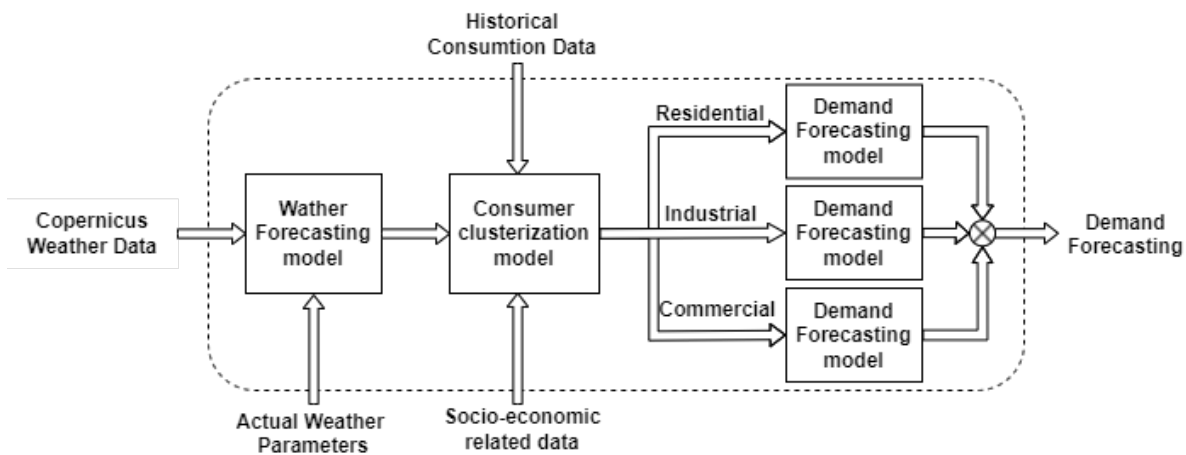 Historical
Consumtion Data
Copernicus
Weather Data
Wather
Forecasting
model
Actual Weather
Parameters
Consumer
clusterization
model
Socio-economic
related data
Residential
Industrial
Commercial
Demand
Forecasting
model
Demand
Forecasting
model
Demand
Forecasting
model
Demand
Forecasting